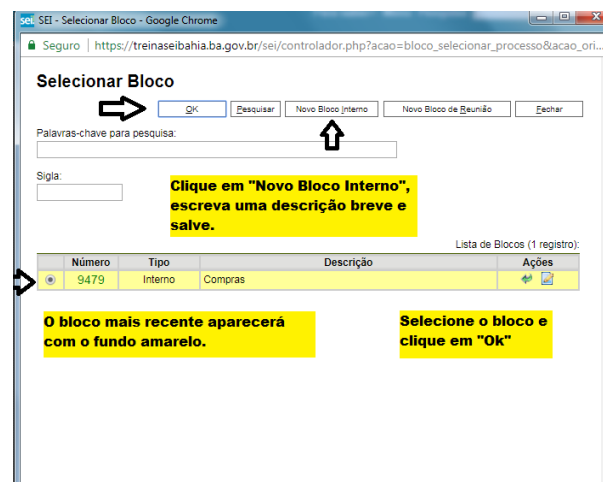 SEI - Selecionar Bloco - Google Chrome
Seguro | https://treinaseibahia.ba.gov.br/sei/controlador.php?acao=bloco_selecionar_processo&acao_ori...
Selecionar Bloco
OK Pesquisar Novo Bloco Interno Novo Bloco de Reunião Fechar
Palavras-chave para pesquisa:
Sigla:
Clique em "Novo Bloco Interno",
escreva uma descrição breve e
salve.
Lista de Blocos (1 registro):
Número Tipo Descrição Ações
9479 Interno Compras
O bloco mais recente aparecerá
com o fundo amarelo.
Selecione o bloco e
clique em "Ok"